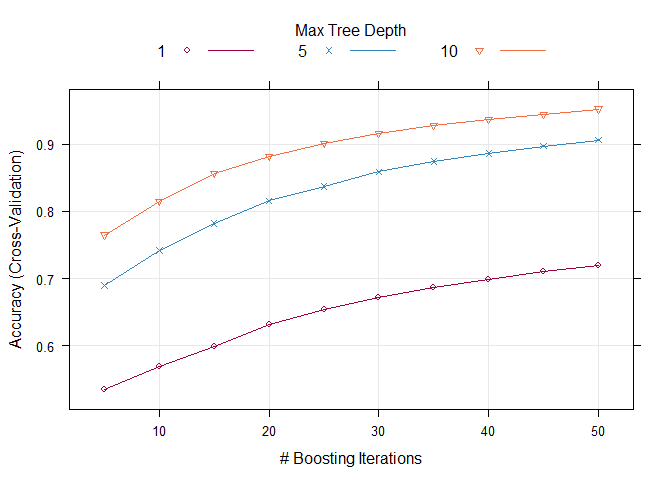 Max Tree Depth
1 5 10
Accuracy (Cross-Validation)
0.9
0.8
0.7
0.6
10 20 30 40 50
# Boosting Iterations